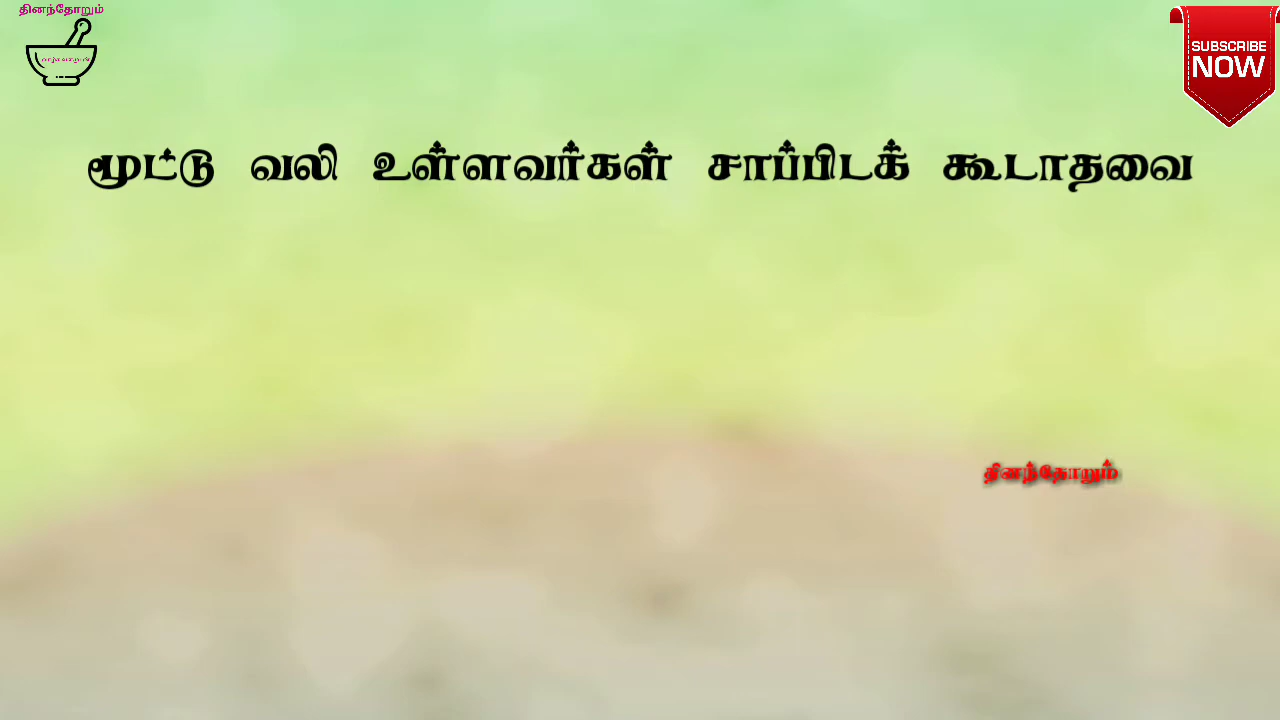 தினந்தோறும்
SUBSCRIBE
NOW
மூட்டு வலி உள்ளவர்கள் சாப்பிடக் கூடாதவை
தினந்தோறும்